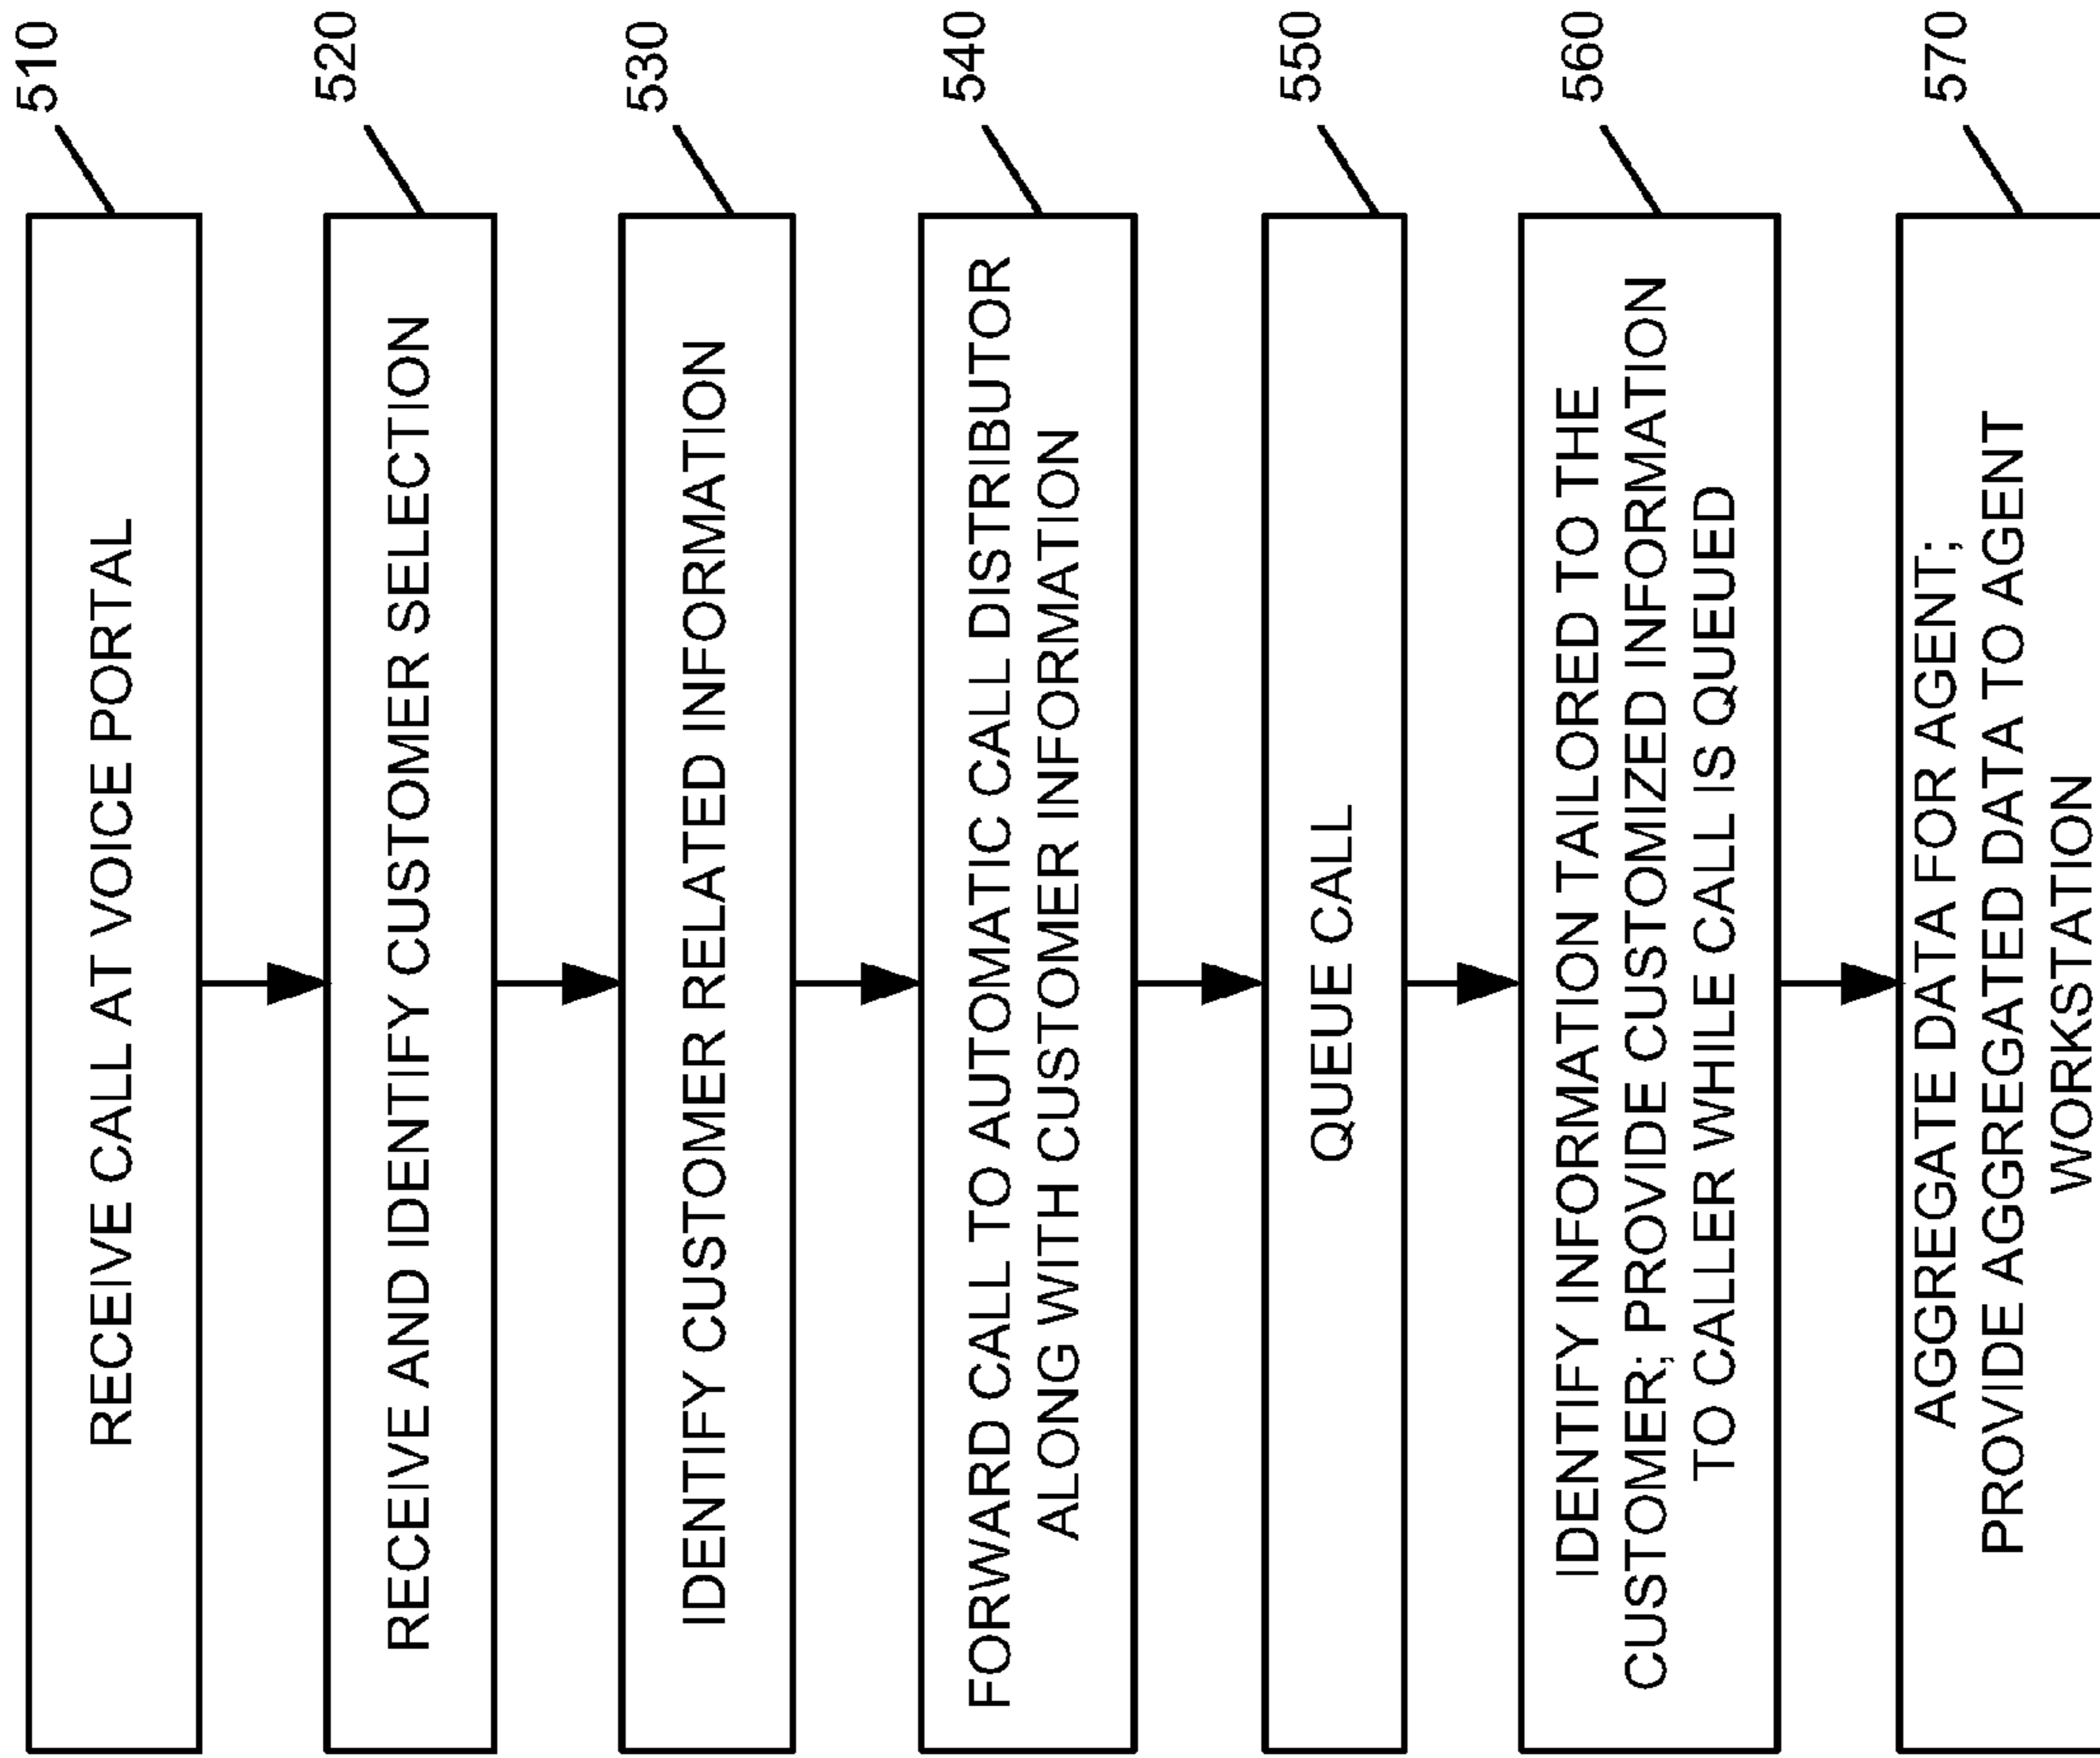 510
RECEIVE CALL AT VOICE PORTAL
520
RECEIVE AND IDENTIFY CUSTOMER SELECTION
530
IDENTIFY CUSTOMER RELATED INFORMATION
540
FORWARD CALL TO AUTOMATIC CALL DISTRIBUTOR
ALONG WITH CUSTOMER INFORMATION
550
QUEUE CALL
560
IDENTIFY INFORMATION TAILORED TO THE
CUSTOMER; PROVIDE CUSTOMIZED INFORMATION
TO CALLER WHILE CALL IS QUEUED
570
AGGREGATE DATA FOR AGENT;
PROVIDE AGGREGATED DATA TO AGENT
WORKSTATION